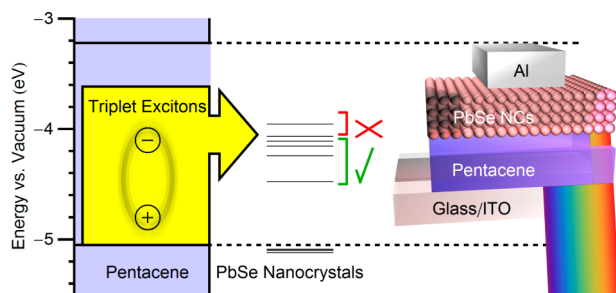 Energy vs. Vacuum (eV)
−3
−4
−5
Triplet Excitons
−
+
Pentacene
PbSe Nanocrystals
Al
PbSe NCs
Pentacene
Glass/ITO